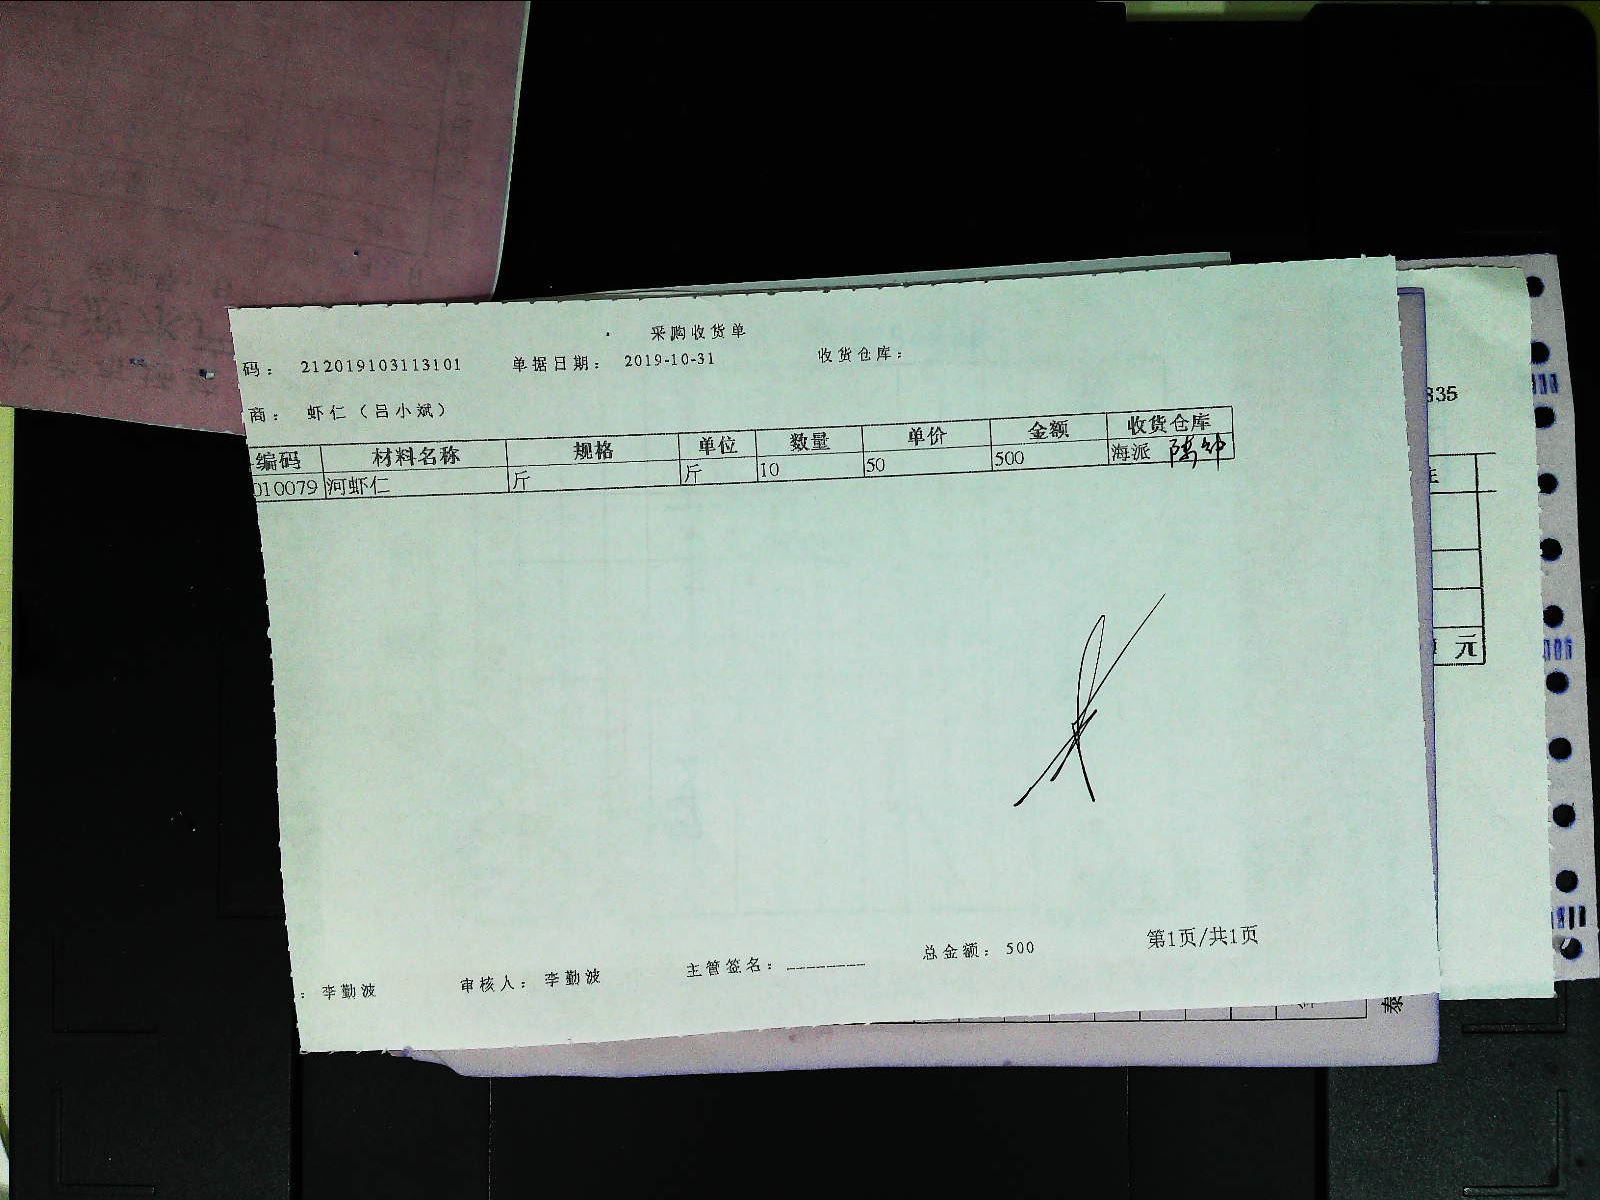 采购收货单
码： 212019103113101 单据日期： 2019-10-31 收货仓库：
商： 虾仁（吕小斌）
编码 材料名称 规格 单位 数量 单价 金额 收货仓库
010079 河虾仁 斤 斤 10 50 500 海派
：李勤波 审核人：李勤波 主管签名：________ 总金额：500 第1页/共1页
335
元
泰